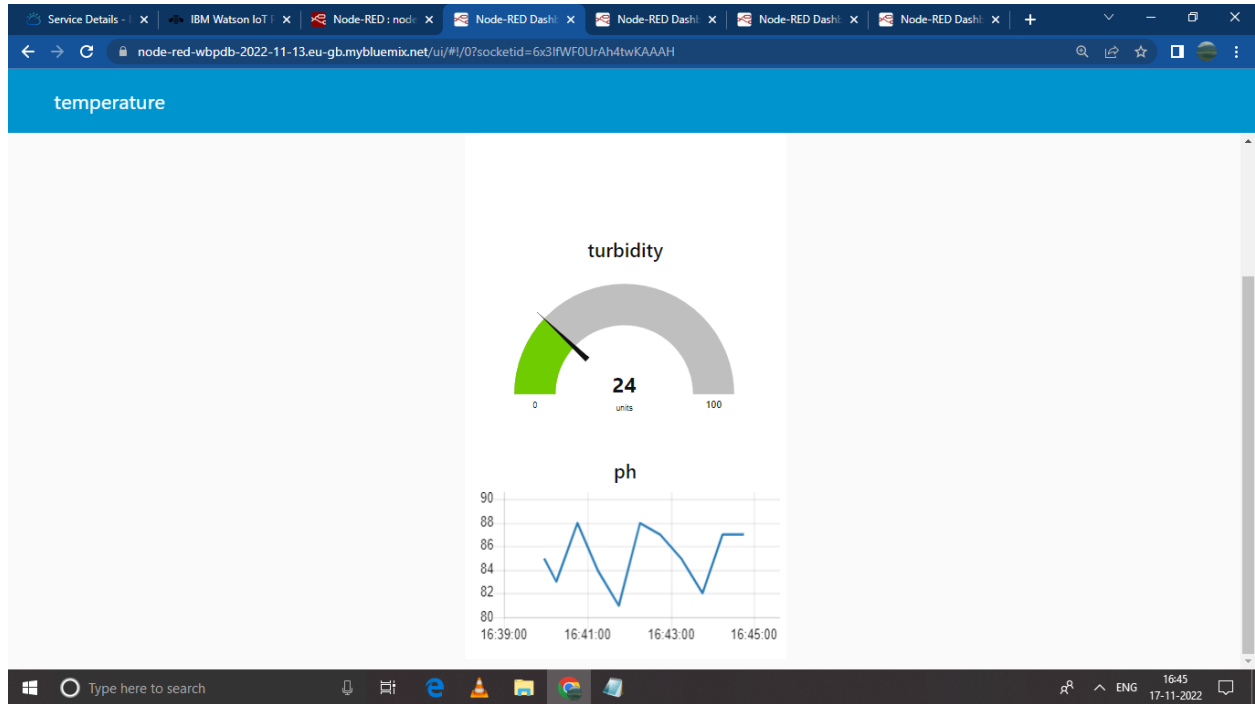 Service Details - I
IBM Watson IoT P
Node-RED : node
Node-RED Dashb
Node-RED Dashb
Node-RED Dashb
Node-RED Dashb
node-red-wbpdb-2022-11-13.eu-gb.mybluemix.net/ui/#!/0?socketid=6x3IfWF0UrAh4twKAAAH
temperature
turbidity
24
0
units
100
ph
90
88
86
84
82
80
16:39:00 16:41:00 16:43:00 16:45:00
Type here to search
ENG
16:45
17-11-2022